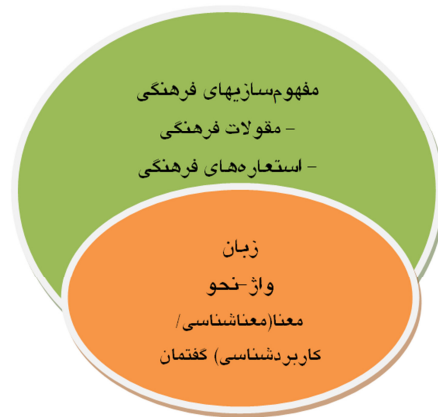 مفهوم‌سازیهای فرهنگی
- مقولات فرهنگی
- استعاره‌های فرهنگی
زبان
واژ-نحو
معنا(معناشناسی/
کاربردشناسی) گفتمان